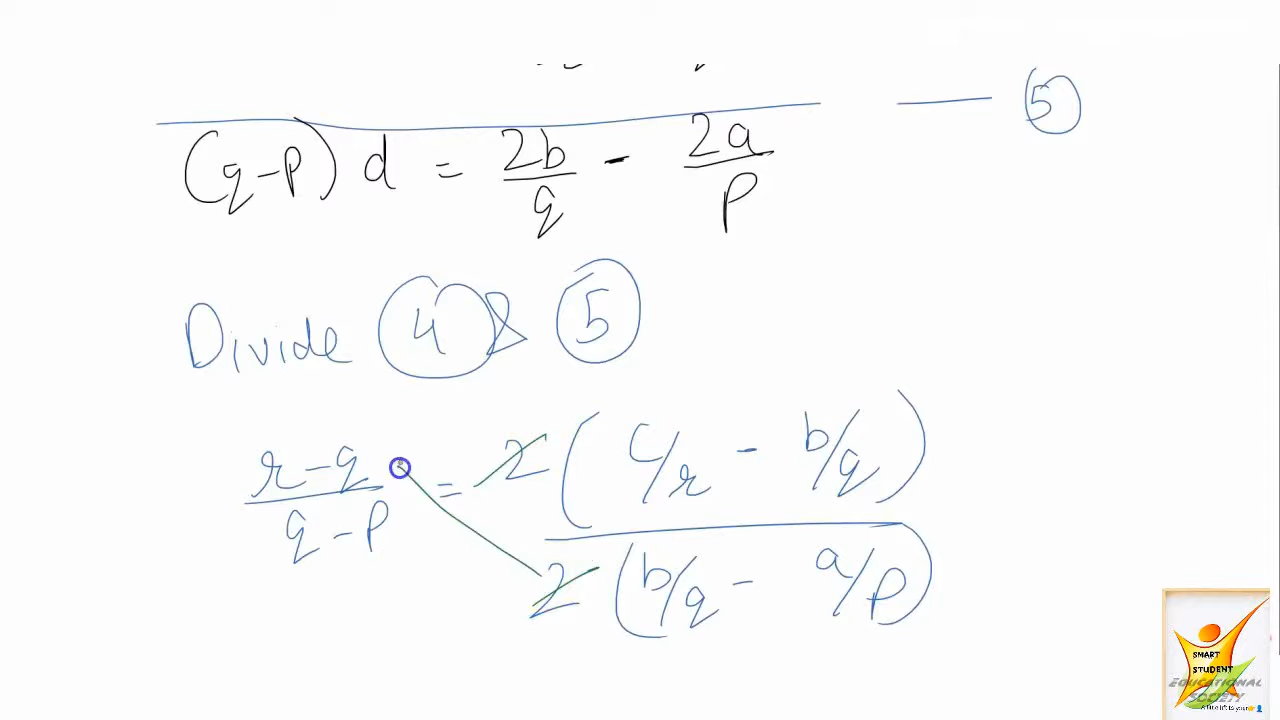 5
(q-p) d = 2b/q - 2a/p
Divide 4 & 5
r-q/q-p = 2 (c/r - b/q) / 2 (b/q - a/p)
SMART
STUDENT
EDUCATIONAL
SOCIETY